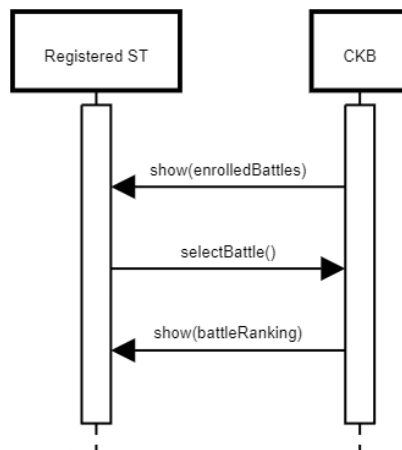 Registered ST
CKB
show(enrolledBattles)
selectBattle()
show(battleRanking)